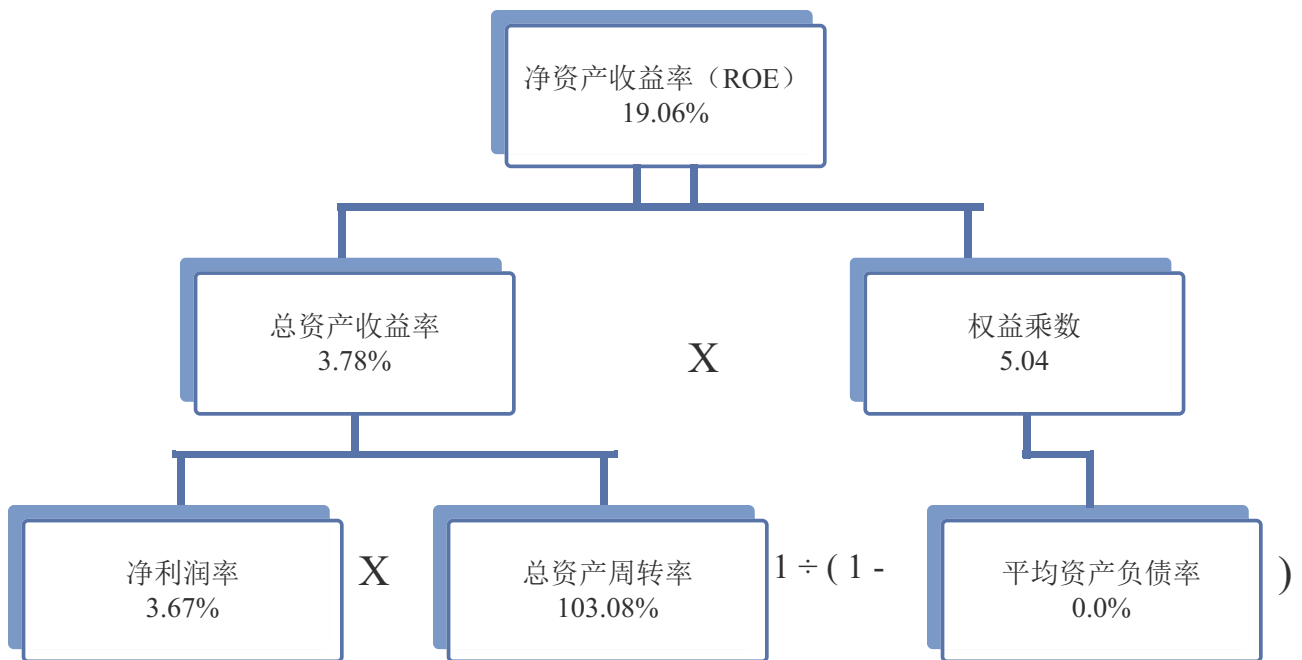 净资产收益率（ROE）
19.06%
总资产收益率
3.78%
X
权益乘数
5.04
净利润率
3.67%
X
总资产周转率
103.08%
1 ÷ ( 1 -
平均资产负债率
0.0%
)